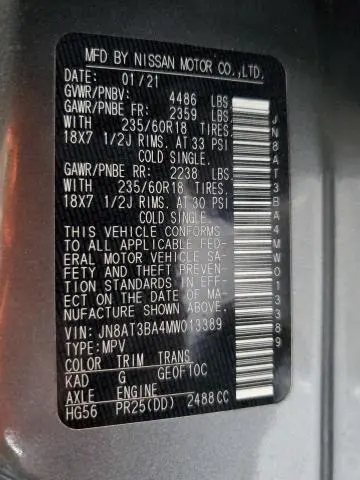 MFD BY NISSAN MOTOR CO.,LTD.
DATE: 01/21
GVWR/PNBV: 4486 LBS
GAWR/PNBE FR: 2359 LBS
WITH 235/60R18 TIRES.
18X7 1/2J RIMS. AT 33 PSI
COLD SINGLE.
GAWR/PNBE RR: 2238 LBS
WITH 235/60R18 TIRES.
18X7 1/2J RIMS. AT 30 PSI
COLD SINGLE.
THIS VEHICLE CONFORMS
TO ALL APPLICABLE FED-
ERAL MOTOR VEHICLE SA-
FETY AND THEFT PREVEN-
TION STANDARDS IN EFF-
ECT ON THE DATE OF MA-
NUFACTURE SHOWN ABOVE.
VIN: JN8AT3BA4MW013389
TYPE: MPV
COLOR TRIM TRANS
KAD G GE0F10C
AXLE ENGINE
HG56 PR25(DD) 2488CC
JN8AT3BA4MW013389